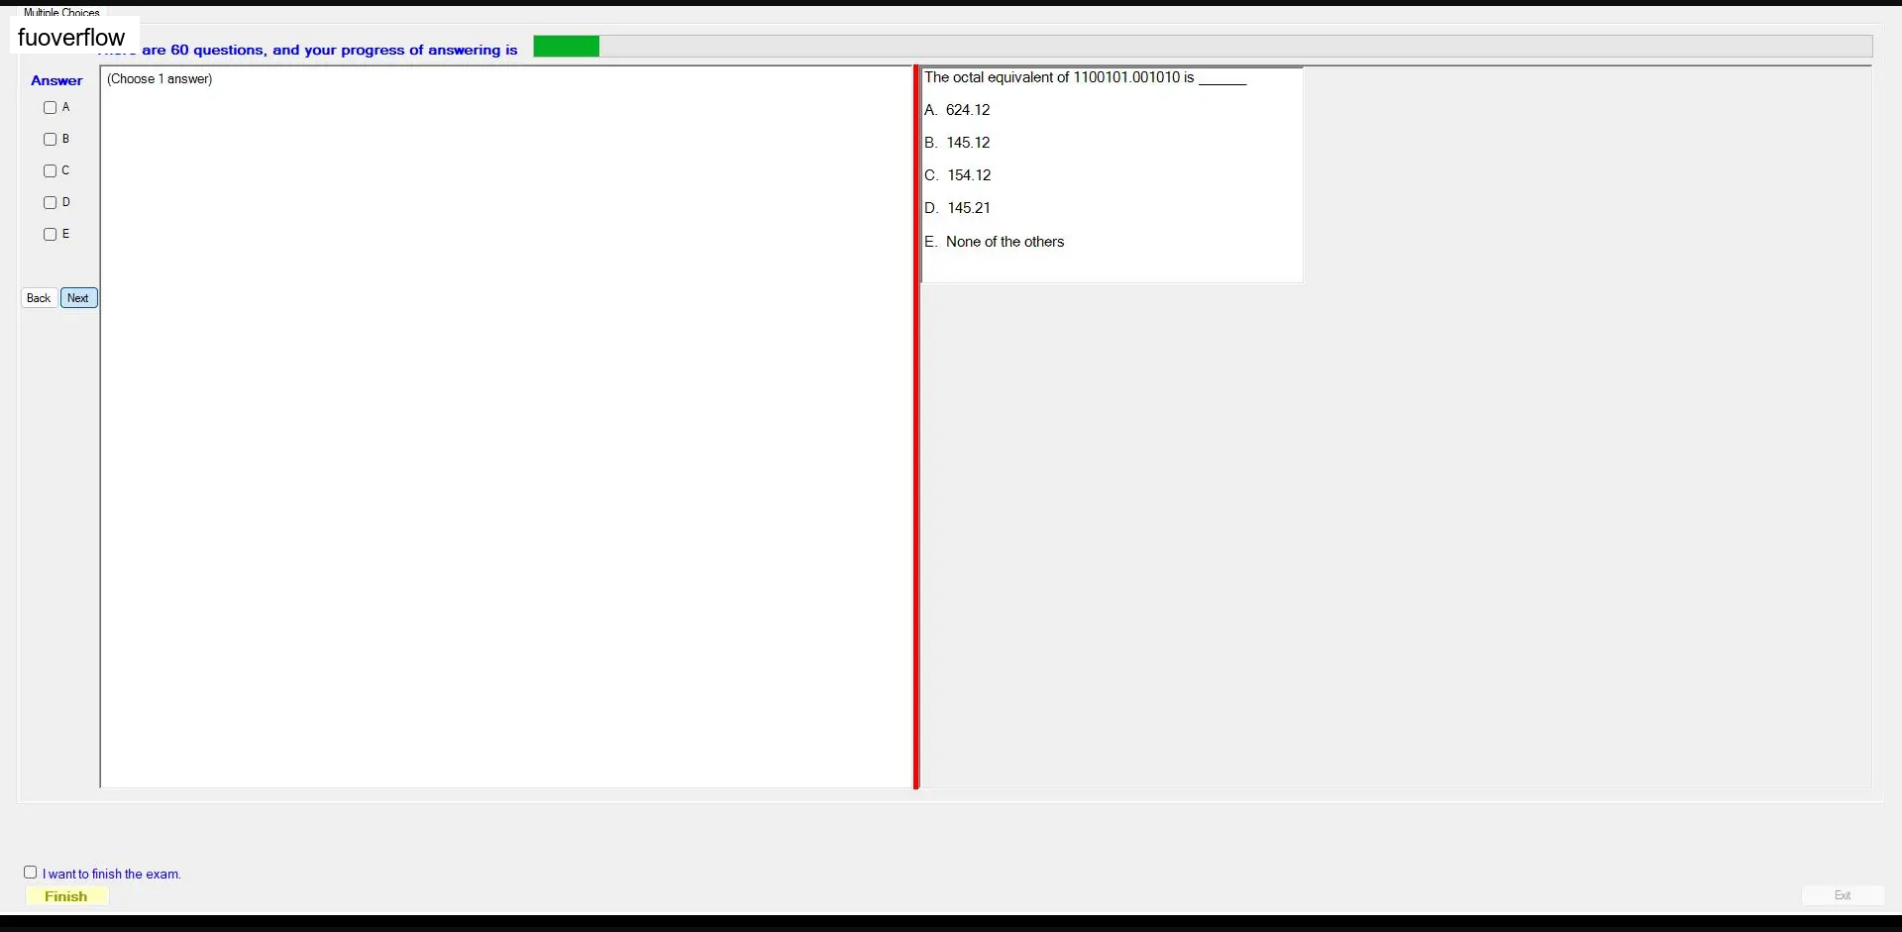 Multiple Choices
fuoverflow
are 60 questions, and your progress of answering is
Answer
(Choose 1 answer)
A
B
C
D
E
Back Next
The octal equivalent of 1100101.001010 is ______
A. 624.12
B. 145.12
C. 154.12
D. 145.21
E. None of the others
I want to finish the exam.
Finish
Exit